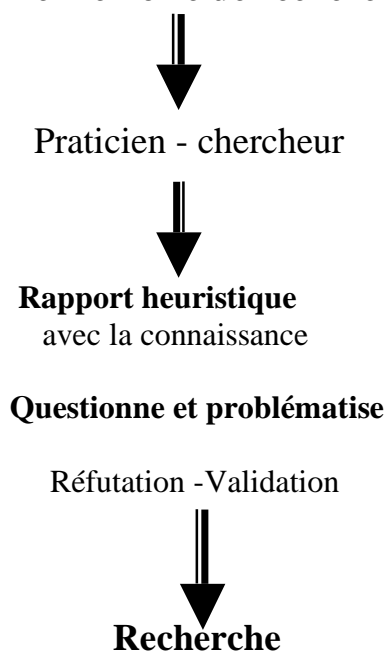 Praticien - chercheur
Rapport heuristique
avec la connaissance
Questionne et problématise
Réfutation -Validation
Recherche